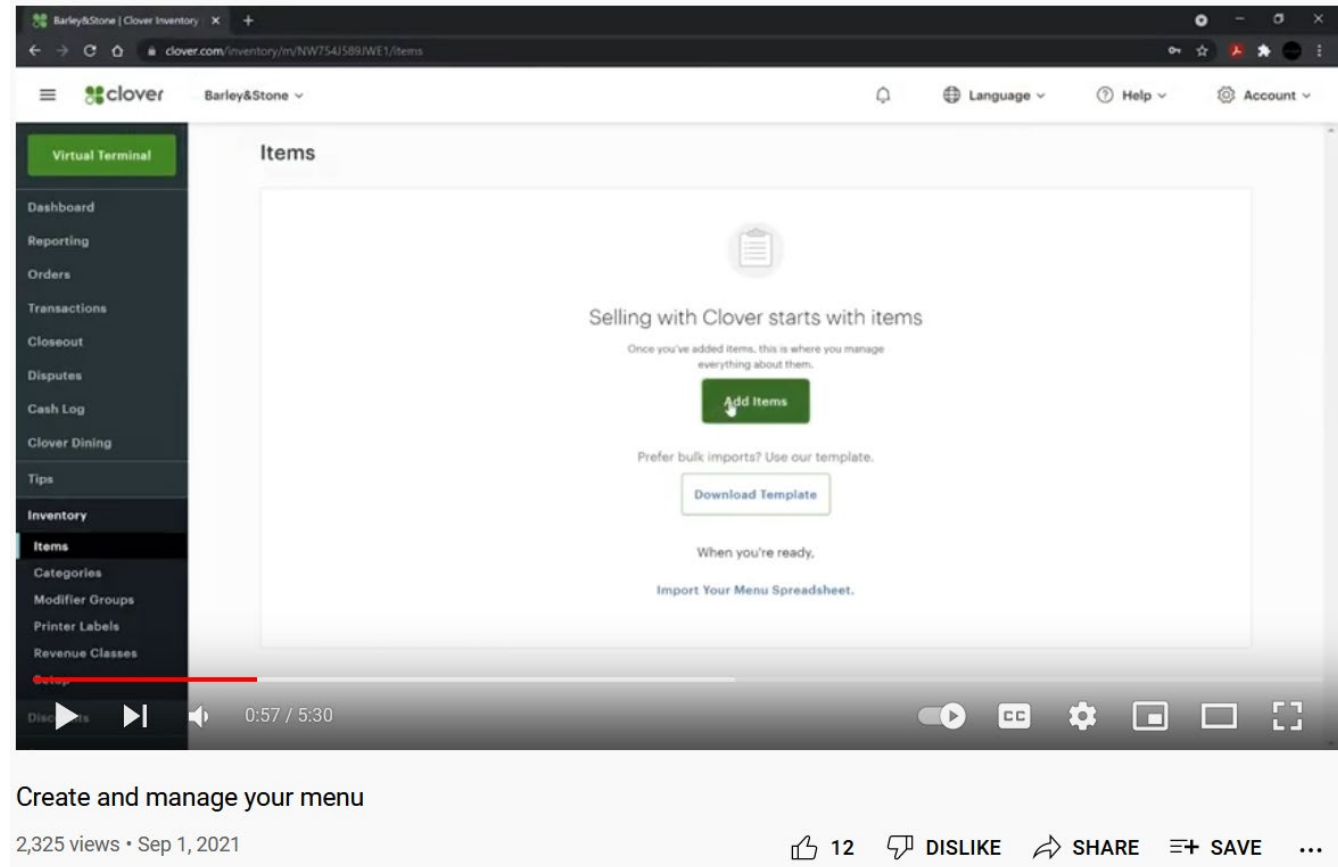 Barley&Stone | Clover Inventory
clover.com/inventory/m/NW754J589JWE1/items
clover Barley&Stone Language Help Account
Virtual Terminal
Items
Dashboard
Reporting
Orders
Transactions
Closeout
Disputes
Cash Log
Clover Dining
Tips
Inventory
Items
Categories
Modifier Groups
Printer Labels
Revenue Classes
Setup
Selling with Clover starts with items
Once you've added items, this is where you manage
everything about them.
Add Items
Prefer bulk imports? Use our template.
Download Template
When you're ready,
Import Your Menu Spreadsheet.
0:57 / 5:30
CC
Create and manage your menu
2,325 views • Sep 1, 2021
12 DISLIKE SHARE SAVE